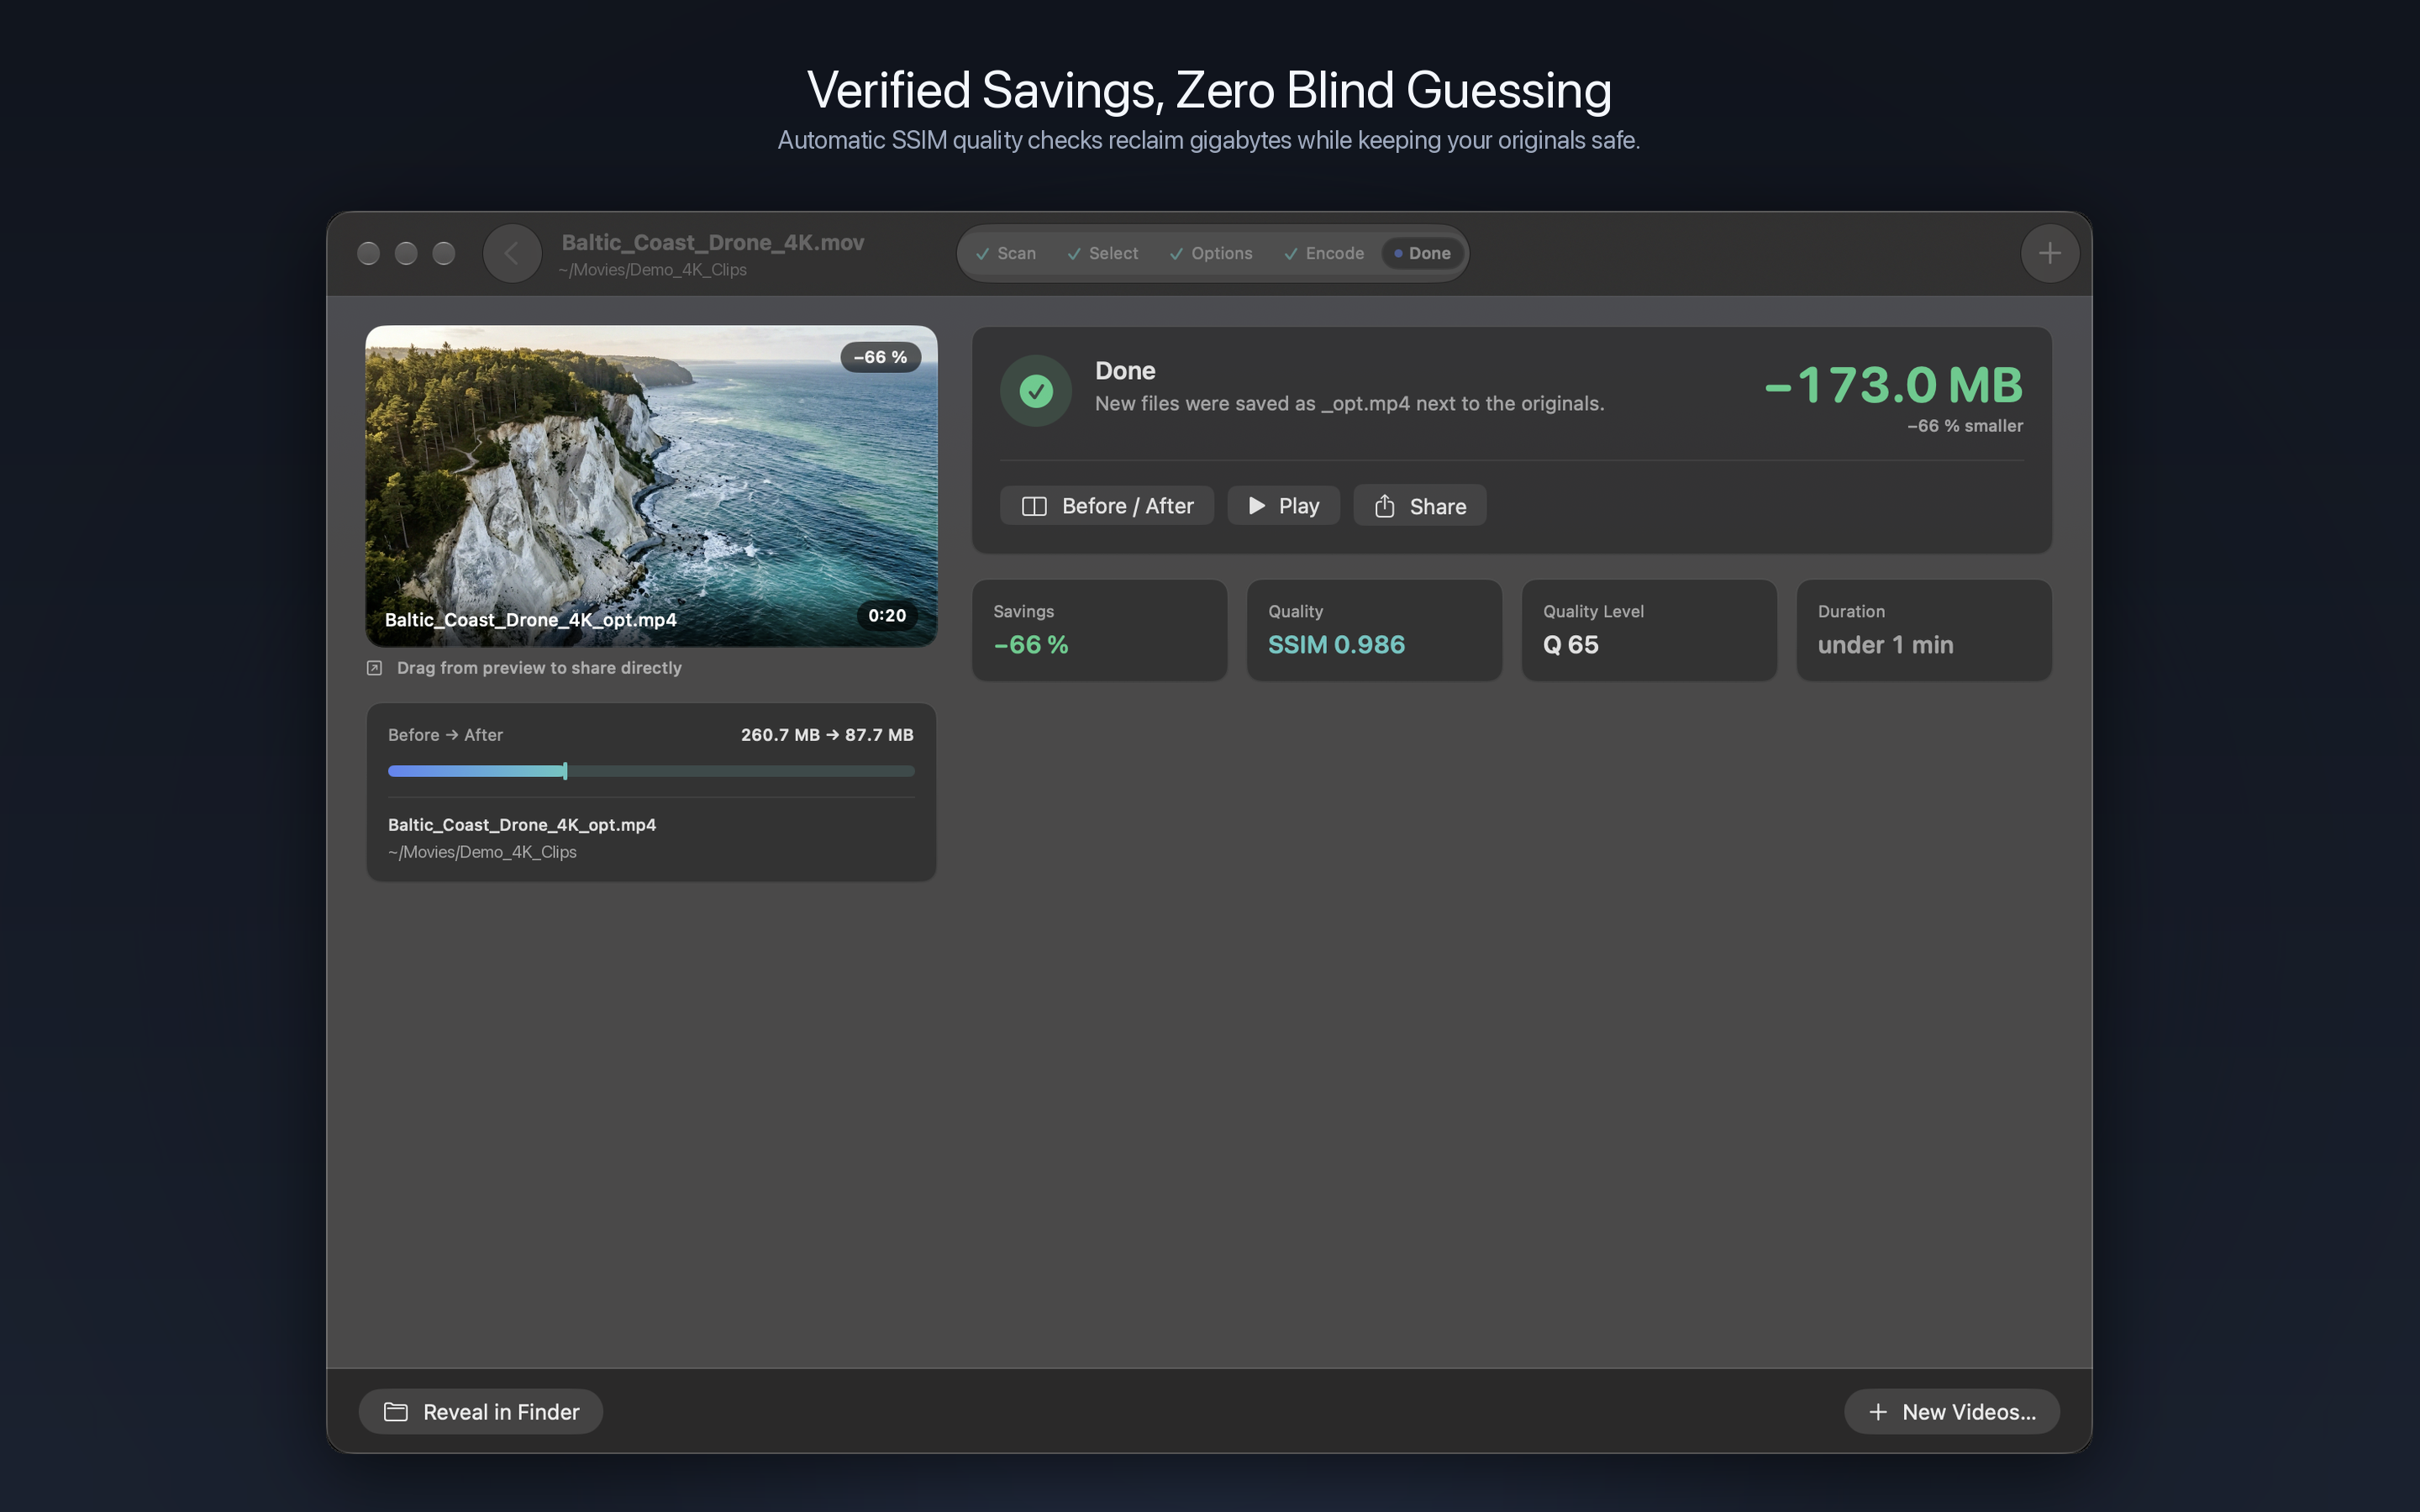 Verified Savings, Zero Blind Guessing
Automatic SSIM quality checks reclaim gigabytes while keeping your originals safe.
Baltic_Coast_Drone_4K.mov
~/Movies/Demo_4K_Clips
Scan
Select
Options
Encode
Done
−66 %
Baltic_Coast_Drone_4K_opt.mp4
0:20
Drag from preview to share directly
Before → After
260.7 MB → 87.7 MB
Baltic_Coast_Drone_4K_opt.mp4
~/Movies/Demo_4K_Clips
Done
New files were saved as _opt.mp4 next to the originals.
−173.0 MB
−66 % smaller
Before / After
Play
Share
Savings
−66 %
Quality
SSIM 0.986
Quality Level
Q 65
Duration
under 1 min
Reveal in Finder
New Videos...